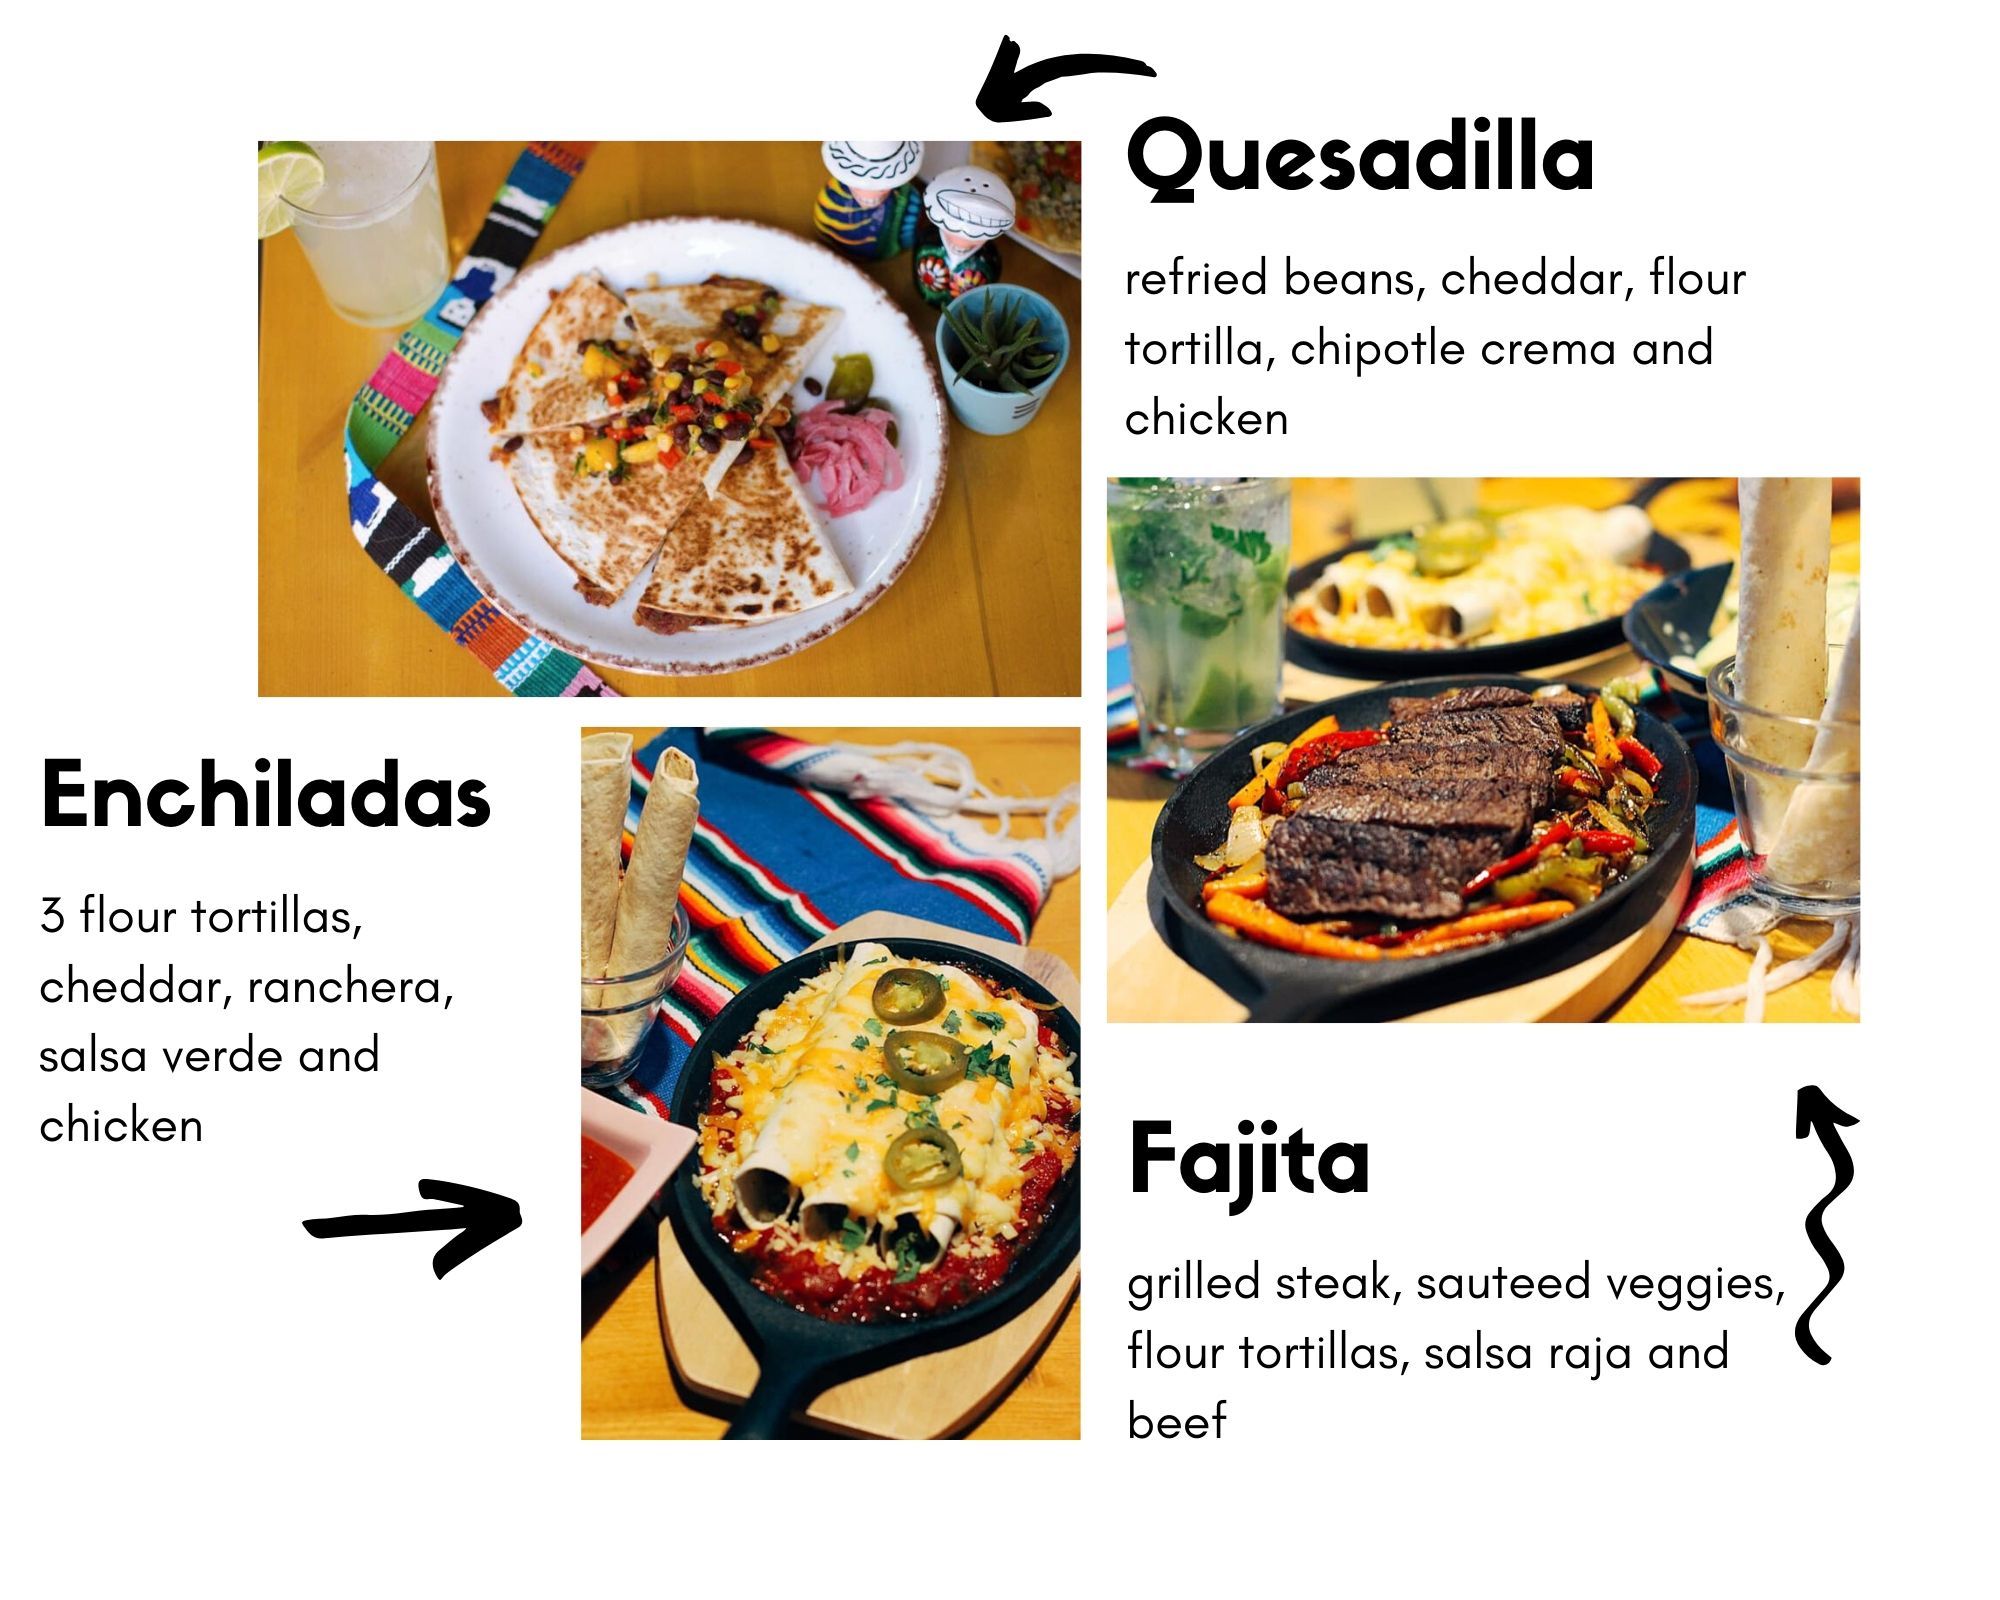 Quesadilla
refried beans, cheddar, flour
tortilla, chipotle crema and
chicken
Enchiladas
3 flour tortillas,
cheddar, ranchera,
salsa verde and
chicken
Fajita
grilled steak, sauteed veggies,
flour tortillas, salsa raja and
beef